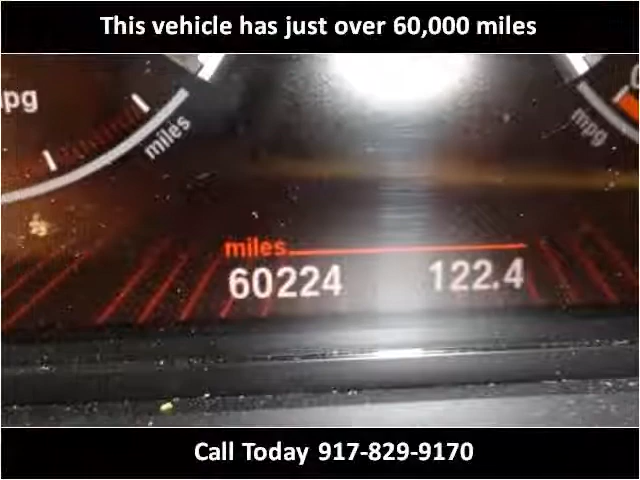 This vehicle has just over 60,000 miles
mpg
miles
mpg
miles
60224 122.4
Call Today 917-829-9170